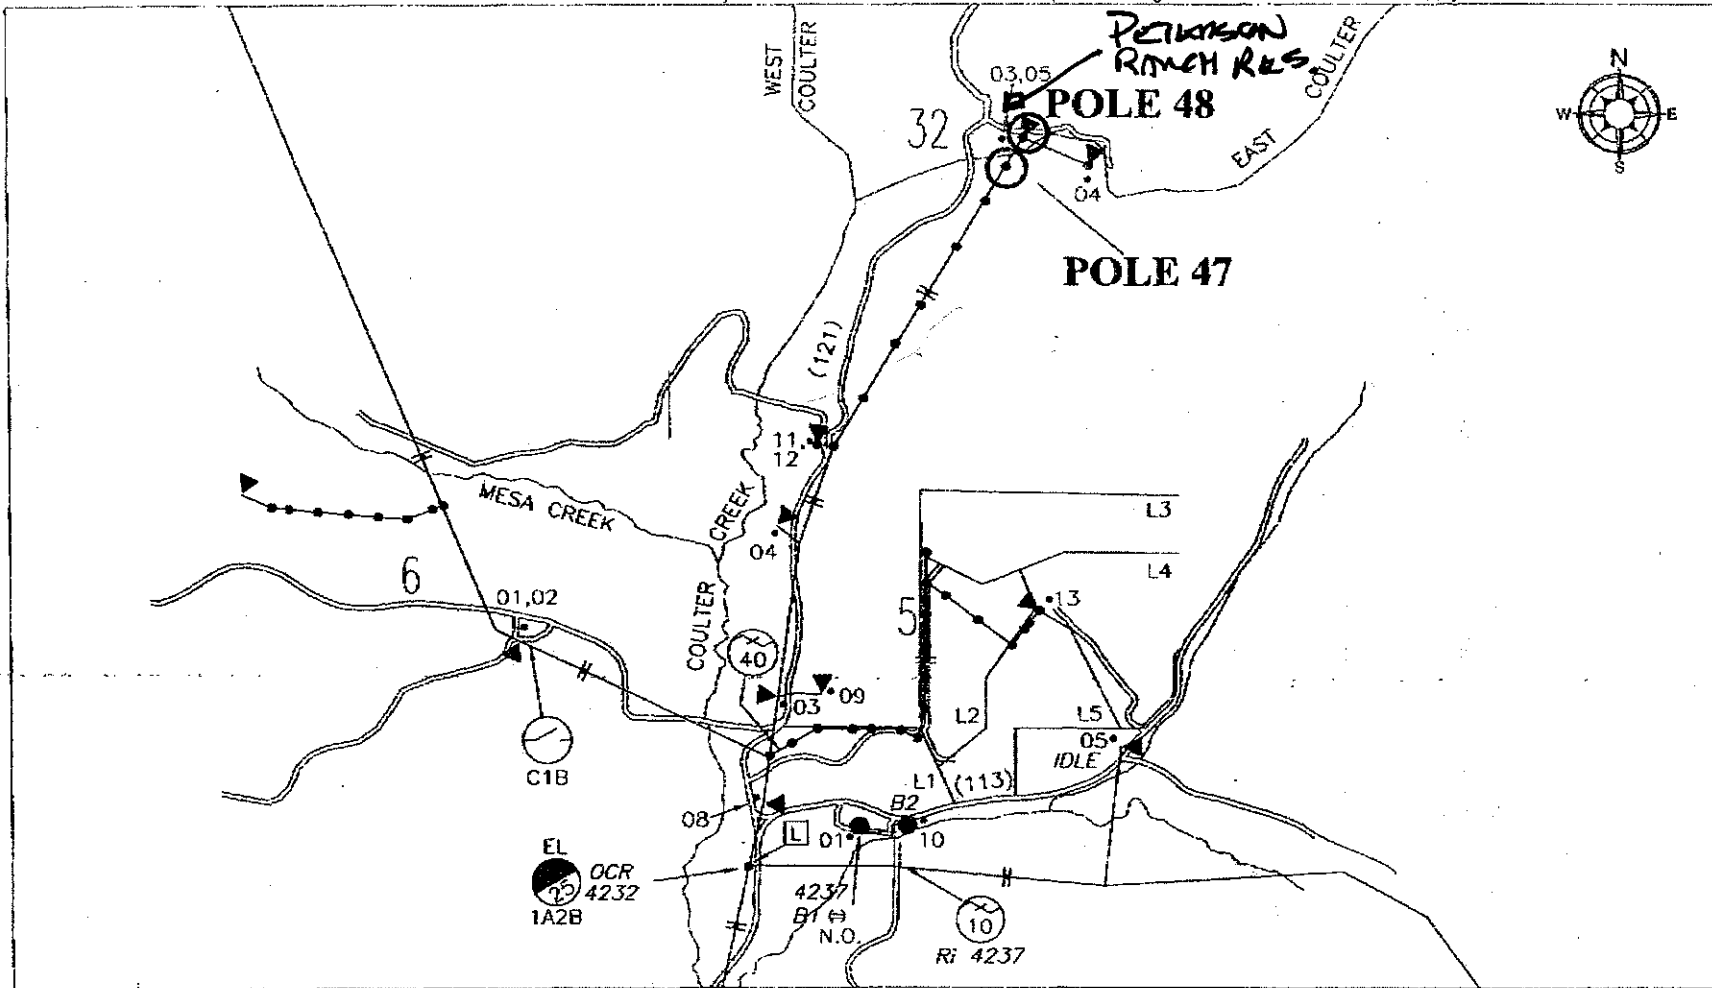 RANCH RES.
WEST
COULTER
COULTER
EAST
N
W
E
S
03,05
POLE 48
32
04
POLE 47
(121)
11
12
MESA CREEK
CREEK
COULTER
04
L3
L4
6
01,02
5
13
40
03
09
L2
L5
05
IDLE
C1B
L1
(113)
B2
08
L
01
10
EL
OCR
25
4232
1A2B
4237
B1
N.O.
10
Ri 4237